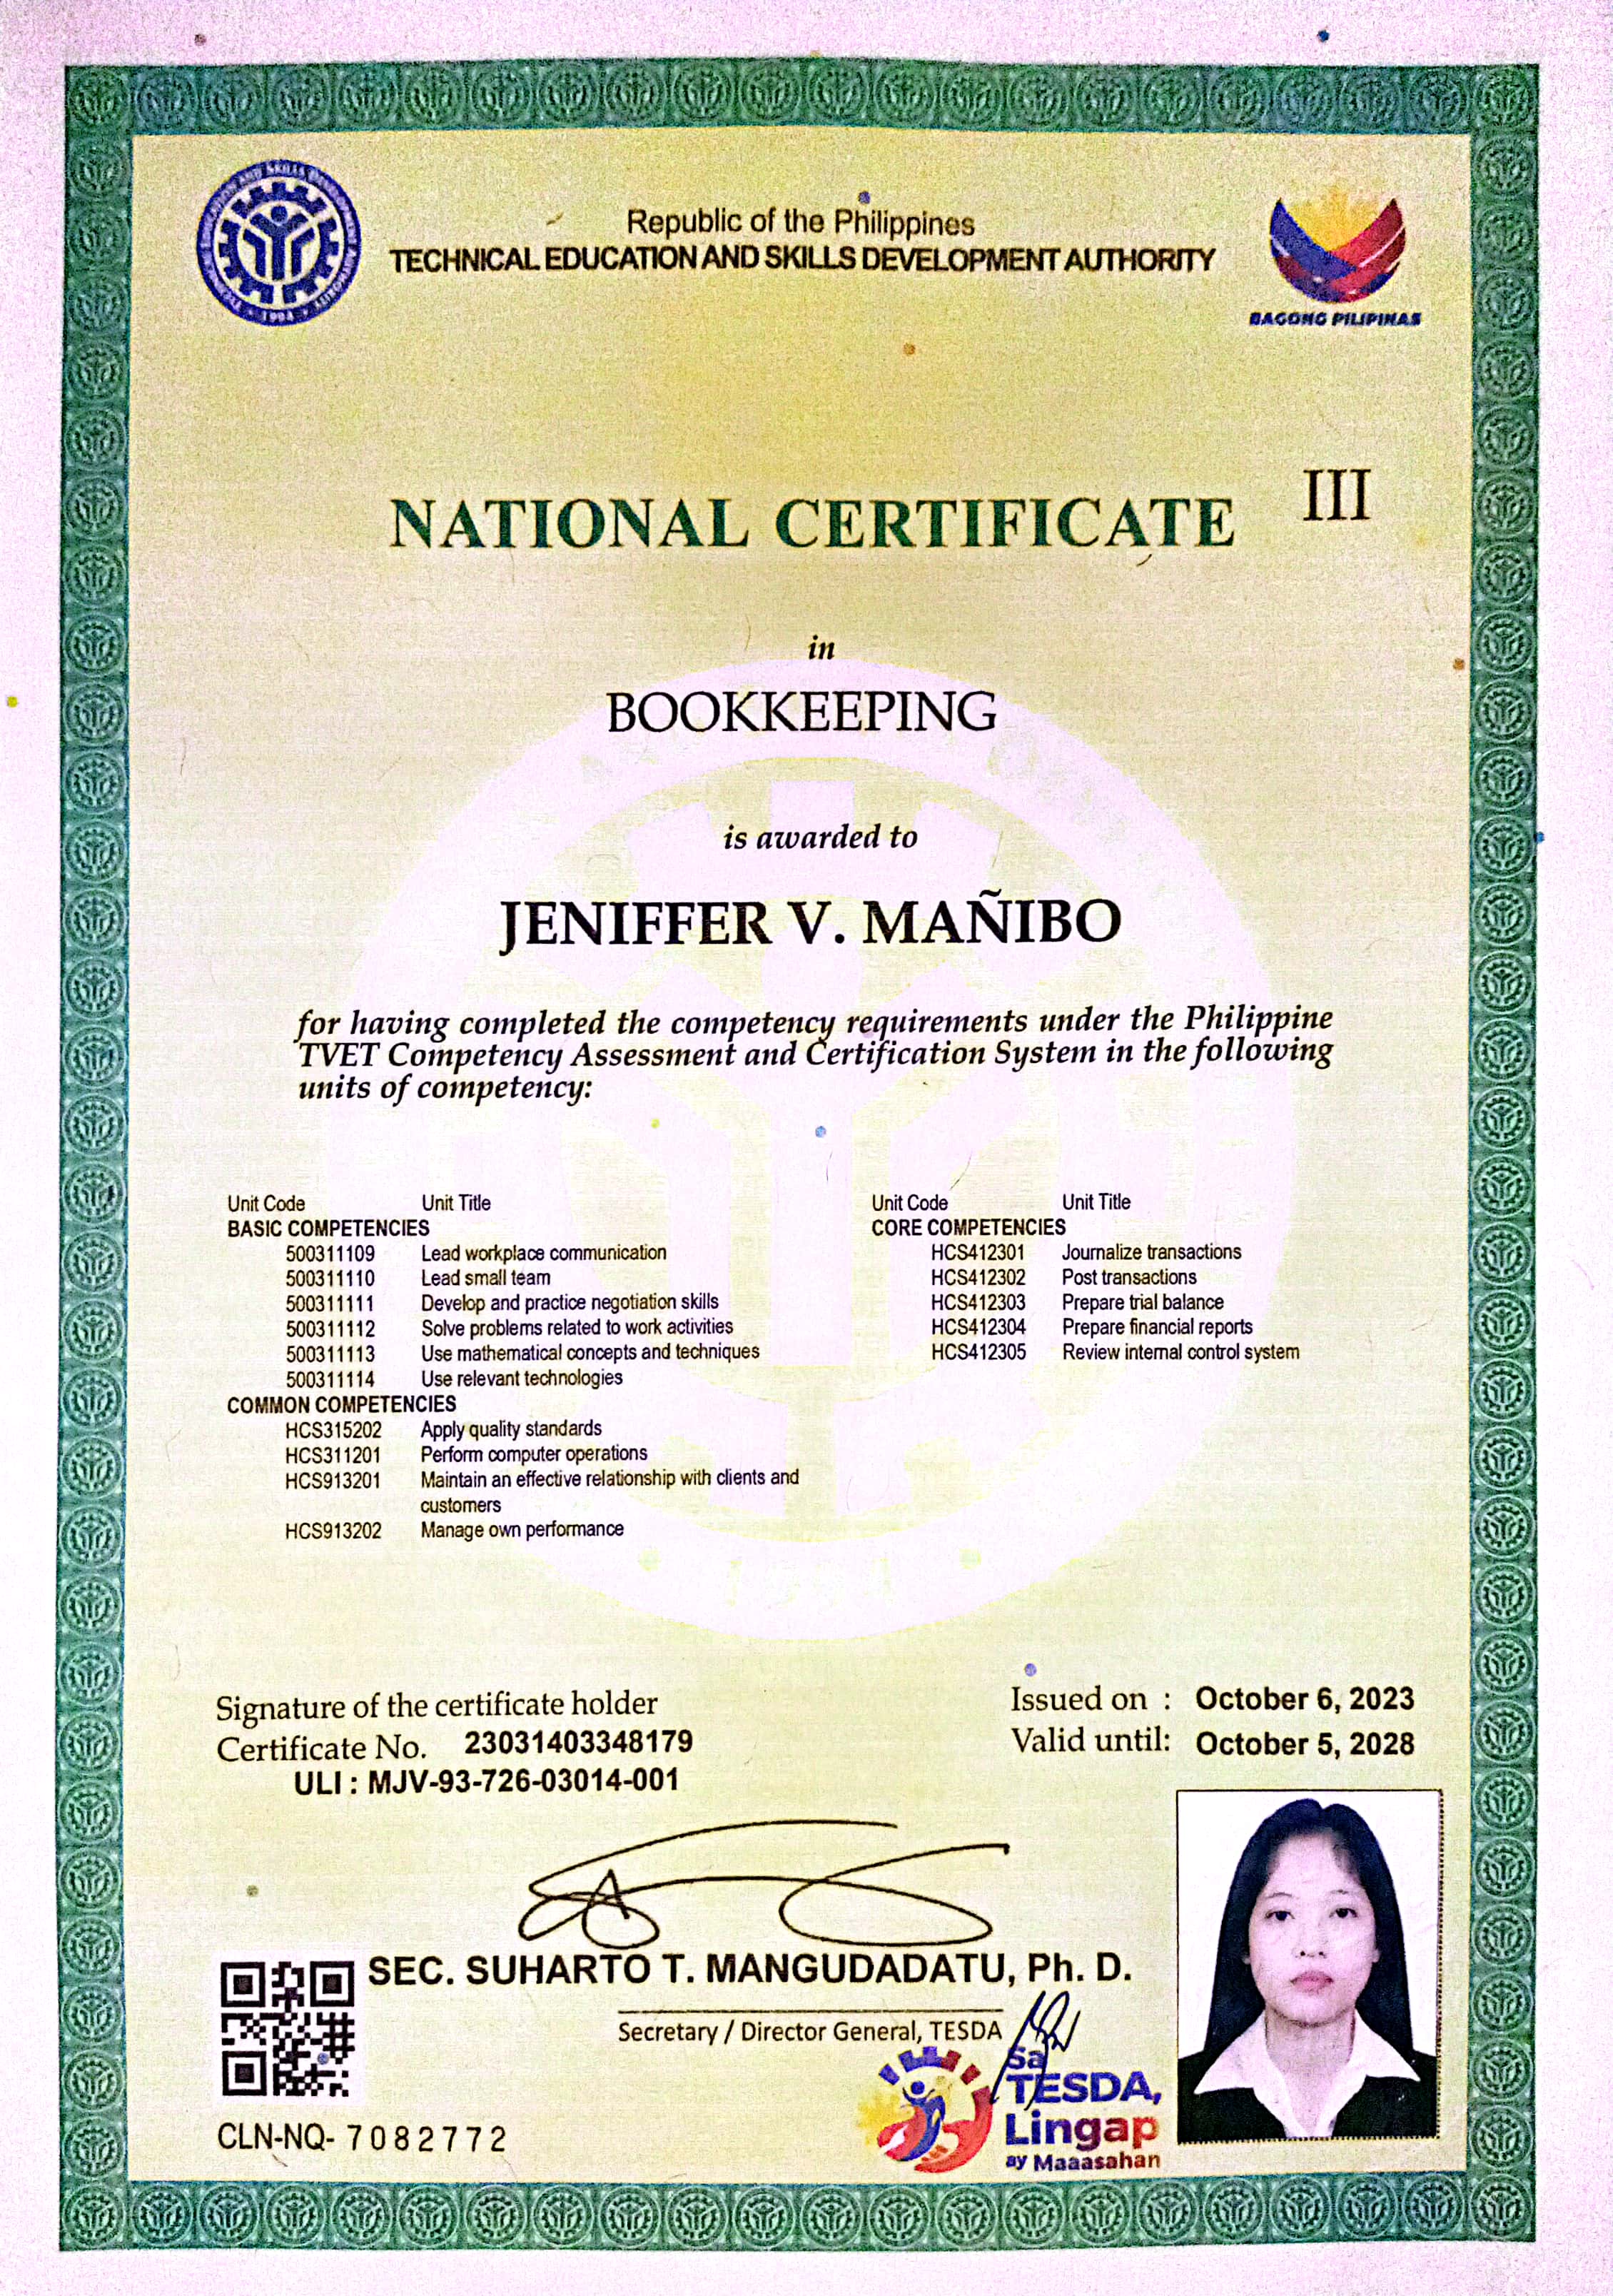 Republic of the Philippines
TECHNICAL EDUCATION AND SKILLS DEVELOPMENT AUTHORITY
BAGONG PILIPINAS
1994
NATIONAL CERTIFICATE III
in
BOOKKEEPING
is awarded to
JENIFFER V. MAÑIBO
for having completed the competency requirements under the Philippine
TVET Competency Assessment and Certification System in the following
units of competency:
Unit Code Unit Title
BASIC COMPETENCIES
500311109 Lead workplace communication
500311110 Lead small team
500311111 Develop and practice negotiation skills
500311112 Solve problems related to work activities
500311113 Use mathematical concepts and techniques
500311114 Use relevant technologies
COMMON COMPETENCIES
HCS315202 Apply quality standards
HCS311201 Perform computer operations
HCS913201 Maintain an effective relationship with clients and
customers
HCS913202 Manage own performance
Unit Code Unit Title
CORE COMPETENCIES
HCS412301 Journalize transactions
HCS412302 Post transactions
HCS412303 Prepare trial balance
HCS412304 Prepare financial reports
HCS412305 Review internal control system
Signature of the certificate holder
Certificate No. 23031403348179
ULI : MJV-93-726-03014-001
Issued on : October 6, 2023
Valid until: October 5, 2028
SEC. SUHARTO T. MANGUDADATU, Ph. D.
Secretary / Director General, TESDA
Sa
TESDA,
Lingap
ay Maaasahan
CLN-NQ- 7082772